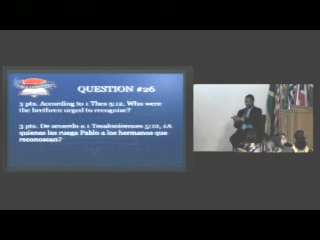 QUESTION #26
3 pts. According to 1 Thes 5:12, Who were
the brethren urged to recognize?
3 pts. De acuerdo a 1 Tesalonicenses 5:12, ¿A
quienes les ruega Pablo a los hermanos que
reconozcan?